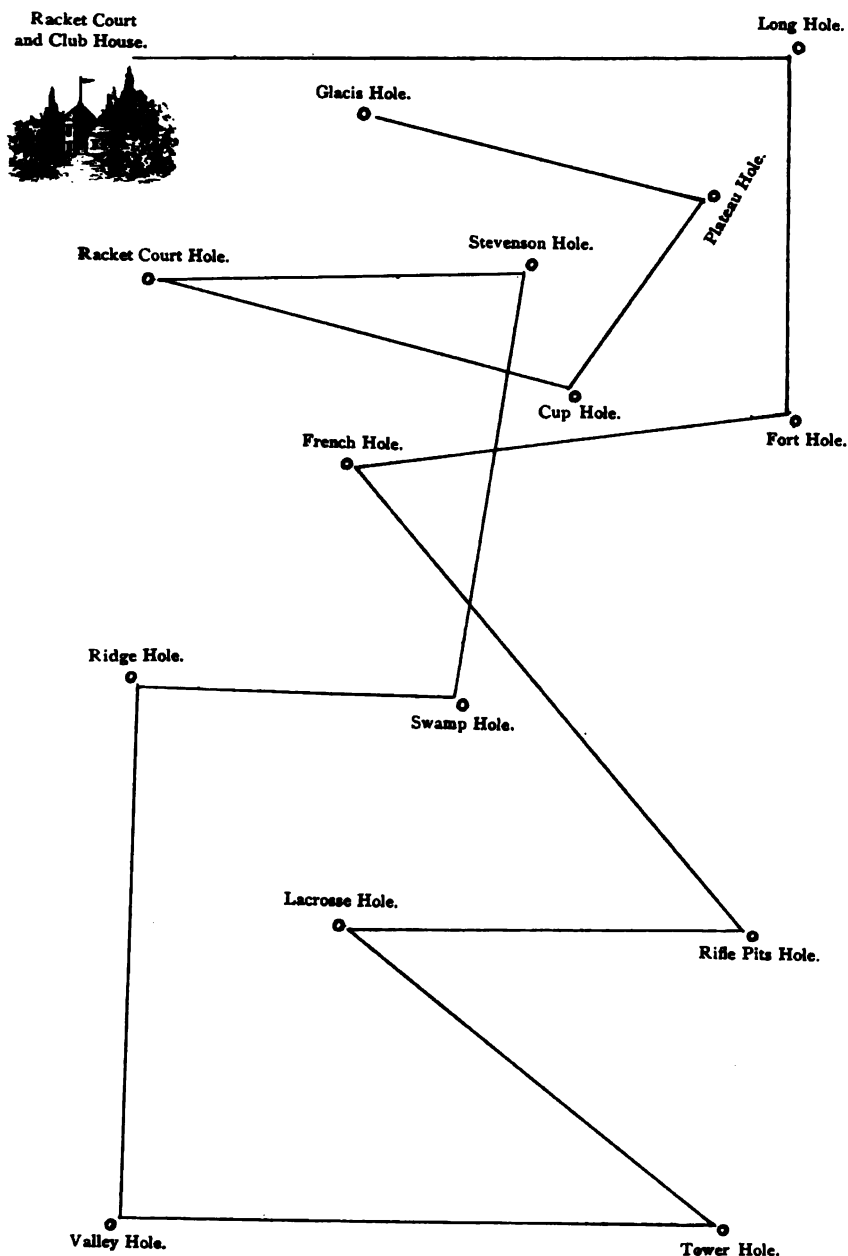 Racket Court
and Club House.
Long Hole.
Glacis Hole.
Plateau Hole.
Stevenson Hole.
Racket Court Hole.
Cup Hole.
Fort Hole.
French Hole.
Ridge Hole.
Swamp Hole.
Lacrosse Hole.
Rifle Pits Hole.
Valley Hole.
Tower Hole.